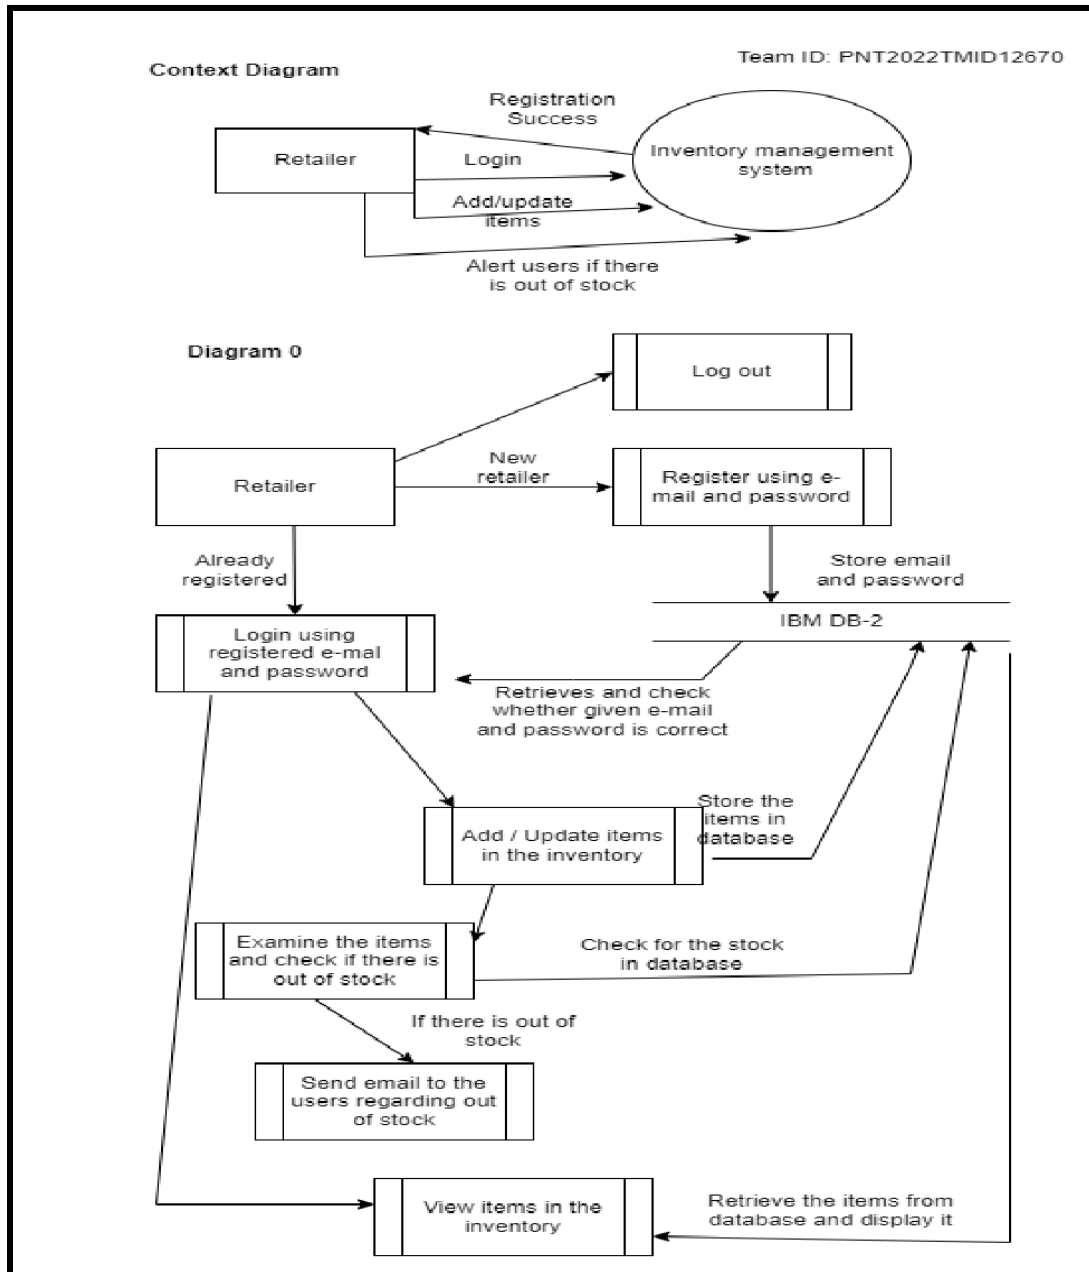 Team ID: PNT2022TMID12670
Context Diagram
Registration
Success
Retailer
Login
Inventory management
system
Add/update
items
Alert users if there
is out of stock
Diagram 0
Log out
Retailer
New
retailer
Register using e-
mail and password
Already
registered
Store email
and password
Login using
registered e-mal
and password
IBM DB-2
Retrieves and check
whether given e-mail
and password is correct
Add / Update items
in the inventory
Store the
items in
database
Examine the items
and check if there is
out of stock
Check for the stock
in database
If there is out of
stock
Send email to the
users regarding out
of stock
View items in the
inventory
Retrieve the items from
database and display it